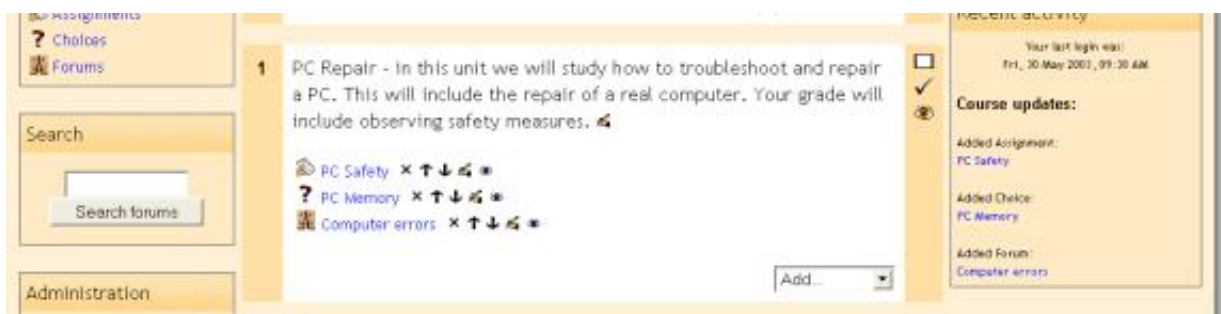 Assignments
? Choices
Forums
Search
Search forums
Administration
1
PC Repair - in this unit we will study how to troubleshoot and repair
a PC. This will include the repair of a real computer. Your grade will
include observing safety measures.
PC Safety
? PC Memory
Computer errors
Add...
Recent activity
Your last login was:
Fri, 30 May 2003, 09:30 AM
Course updates:
Added Assignment:
PC Safety
Added Choice:
PC Memory
Added Forum:
Computer errors